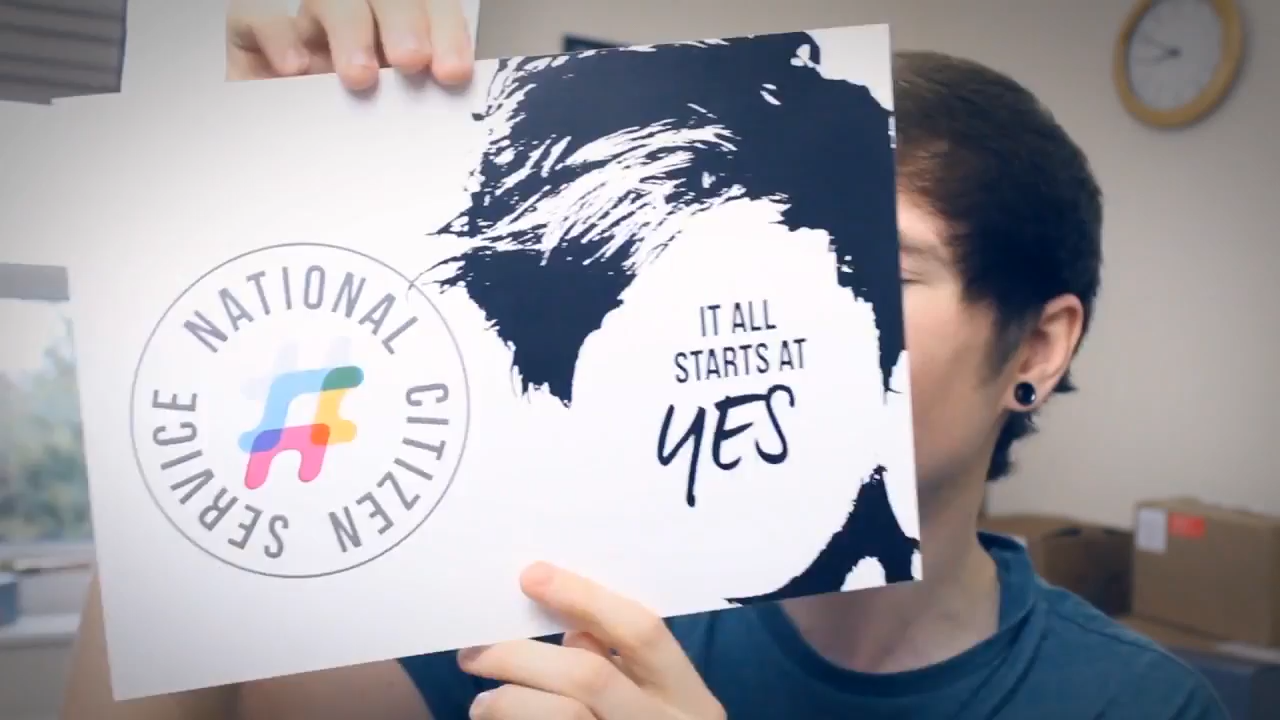 NATIONAL CITIZEN SERVICE
IT ALL
STARTS AT
YES